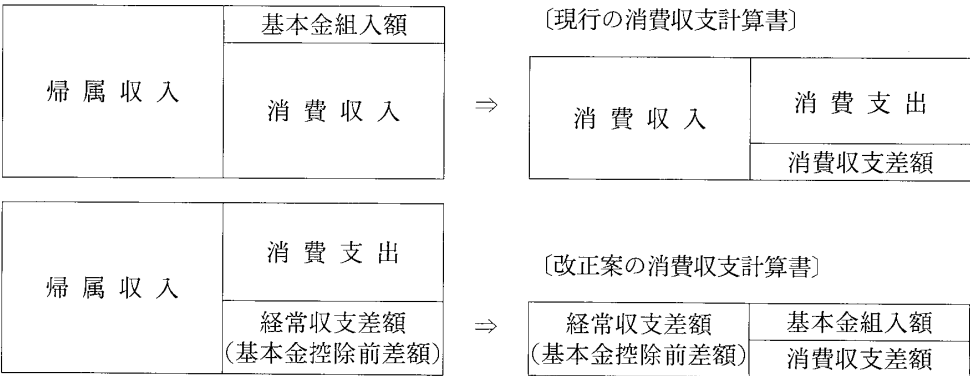 基本金組入額
帰属収入
消費収入
⇒
〔現行の消費収支計算書〕
消費収入
消費支出
消費収支差額
帰属収入
消費支出
経常収支差額
(基本金控除前差額)
⇒
〔改正案の消費収支計算書〕
経常収支差額
(基本金控除前差額)
基本金組入額
消費収支差額